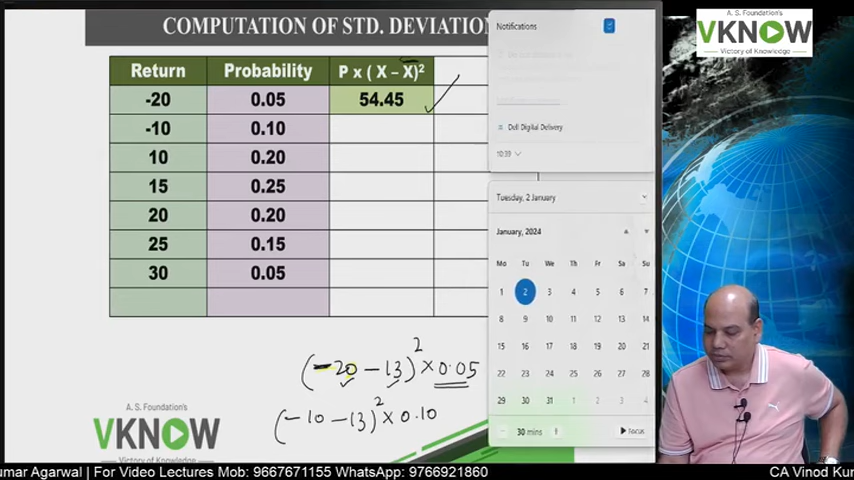 COMPUTATION OF STD. DEVIATION
Return Probability P x ( X – X)²
-20 0.05 54.45
-10 0.10
10 0.20
15 0.25
20 0.20
25 0.15
30 0.05
(-20 - 13)² × 0.05
(-10 - 13)² × 0.10
A. S. Foundation's
VKNOW
Victory of Knowledge
Notifications
Dell Digital Delivery
10:39
Tuesday, 2 January
January, 2024
Mo Tu We Th Fr Sa Su
1 2 3 4 5 6 7
8 9 10 11 12 13 14
15 16 17 18 19 20 21
22 23 24 25 26 27 28
29 30 31 1 2 3 4
30 mins Focus
A. S. Foundation's
VKNOW
Victory of Knowledge
umar Agarwal | For Video Lectures Mob: 9667671155 WhatsApp: 9766921860 CA Vinod Kur